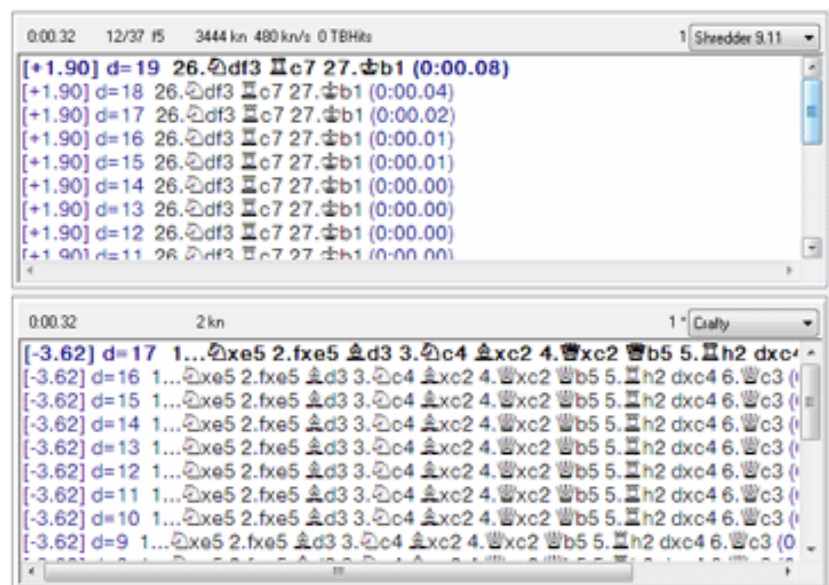 0:00.32 12/37 f5 3444 kn 480 kn/s 0 TBHits 1 Shredder 9.11
[+1.90] d=19 26.♘df3 ♖c7 27.♔b1 (0:00.08)
[+1.90] d=18 26.♘df3 ♖c7 27.♔b1 (0:00.04)
[+1.90] d=17 26.♘df3 ♖c7 27.♔b1 (0:00.02)
[+1.90] d=16 26.♘df3 ♖c7 27.♔b1 (0:00.01)
[+1.90] d=15 26.♘df3 ♖c7 27.♔b1 (0:00.01)
[+1.90] d=14 26.♘df3 ♖c7 27.♔b1 (0:00.00)
[+1.90] d=13 26.♘df3 ♖c7 27.♔b1 (0:00.00)
[+1.90] d=12 26.♘df3 ♖c7 27.♔b1 (0:00.00)
[+1.90] d=11 26.♘df3 ♖c7 27.♔b1 (0:00.00)
0:00.32 2 kn 1 * Crafty
[-3.62] d=17 1...♘xe5 2.fxe5 ♗d3 3.♘c4 ♗xc2 4.♕xc2 ♕b5 5.♖h2 dxc4
[-3.62] d=16 1...♘xe5 2.fxe5 ♗d3 3.♘c4 ♗xc2 4.♕xc2 ♕b5 5.♖h2 dxc4 6.♕c3 (
[-3.62] d=15 1...♘xe5 2.fxe5 ♗d3 3.♘c4 ♗xc2 4.♕xc2 ♕b5 5.♖h2 dxc4 6.♕c3 (
[-3.62] d=14 1...♘xe5 2.fxe5 ♗d3 3.♘c4 ♗xc2 4.♕xc2 ♕b5 5.♖h2 dxc4 6.♕c3 (
[-3.62] d=13 1...♘xe5 2.fxe5 ♗d3 3.♘c4 ♗xc2 4.♕xc2 ♕b5 5.♖h2 dxc4 6.♕c3 (
[-3.62] d=12 1...♘xe5 2.fxe5 ♗d3 3.♘c4 ♗xc2 4.♕xc2 ♕b5 5.♖h2 dxc4 6.♕c3 (
[-3.62] d=11 1...♘xe5 2.fxe5 ♗d3 3.♘c4 ♗xc2 4.♕xc2 ♕b5 5.♖h2 dxc4 6.♕c3 (
[-3.62] d=10 1...♘xe5 2.fxe5 ♗d3 3.♘c4 ♗xc2 4.♕xc2 ♕b5 5.♖h2 dxc4 6.♕c3 (
[-3.62] d=9 1...♘xe5 2.fxe5 ♗d3 3.♘c4 ♗xc2 4.♕xc2 ♕b5 5.♖h2 dxc4 6.♕c3 (0